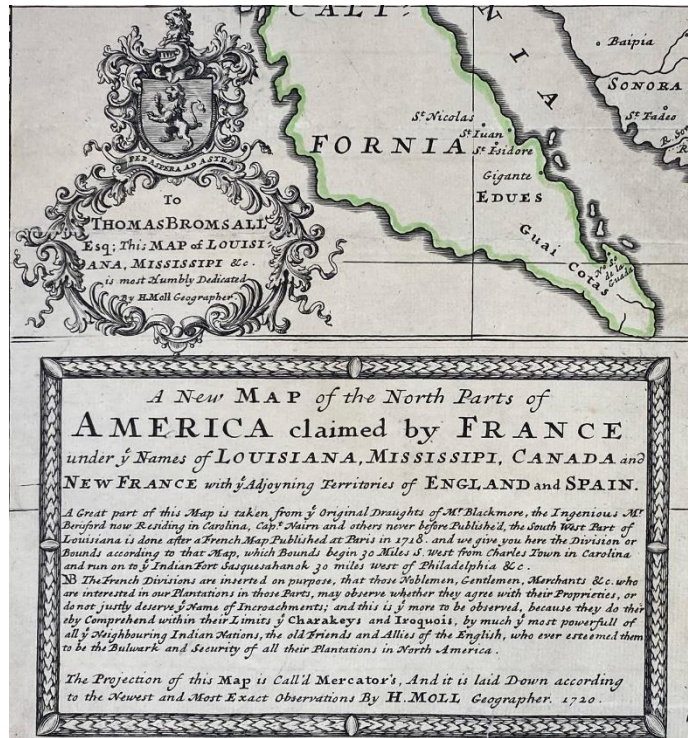 CALI
NIA
FORNIA
St. Nicolas
St. Iuan
St. Isidore
Gigante
EDUES
Guai Cotas
Baipia
SONORA
St. Tadeo
PER ASPERA AD ASTRA
To
THOMAS BROMSALL
Esq; This MAP of LOUISI-
ANA, MISSISSIPI &c.
is most Humbly Dedicated
By H. Moll Geographer.
A New MAP of the North Parts of
AMERICA claimed by FRANCE
under ye Names of LOUISIANA, MISSISSIPI, CANADA and
NEW FRANCE with ye Adjoyning Territories of ENGLAND and SPAIN.
A Great part of this Map is taken from ye Original Draughts of Mr. Blackmore, the Ingenious Mr.
Berisford now Residing in Carolina, Capt. Nairn and others never before Publish'd, the South West Part of
Louisiana is done after a French Map Published at Paris in 1718. and we give you here the Division or
Bounds according to that Map, which Bounds begin 30 Miles S. west from Charles Town in Carolina
and run on to ye Indian Fort Sasquesahanok 30 miles west of Philadelphia &c.
NB The French Divisions are inserted on purpose, that those Noblemen, Gentlemen, Merchants &c. who
are interested in our Plantations in those Parts, may observe whether they agree with their Proprieties, or
do not justly deserve ye Name of Incroachments; and this is ye more to be observed, because they do ther
eby Comprehend within their Limits ye Charakeys and Iroquois, by much ye most powerfull of
all ye Neighbouring Indian Nations, the old Friends and Allies of the English, who ever esteemed them
to be the Bulwark and Security of all their Plantations in North America.
The Projection of this Map is Call'd Mercator's, And it is laid Down according
to the Newest and Most Exact Observations By H. MOLL Geographer. 1720.